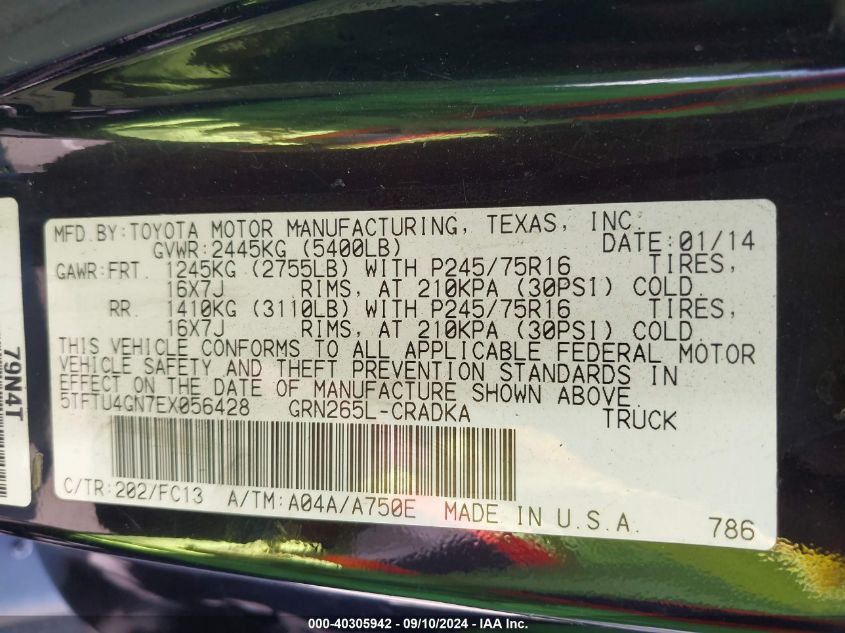 MFD.BY:TOYOTA MOTOR MANUFACTURING, TEXAS, INC.
GVWR:2445KG (5400LB) DATE:01/14
GAWR:FRT. 1245KG (2755LB) WITH P245/75R16 TIRES,
16X7J RIMS, AT 210KPA (30PSI) COLD
RR. 1410KG (3110LB) WITH P245/75R16 TIRES,
16X7J RIMS, AT 210KPA (30PSI) COLD
THIS VEHICLE CONFORMS TO ALL APPLICABLE FEDERAL MOTOR
VEHICLE SAFETY AND THEFT PREVENTION STANDARDS IN
EFFECT ON THE DATE OF MANUFACTURE SHOWN ABOVE.
5TFTU4GN7EX056428 GRN265L-CRADKA TRUCK
C/TR:202/FC13 A/TM:A04A/A750E MADE IN U.S.A. 786
79N4T
000-40305942 - 09/10/2024 - IAA Inc.